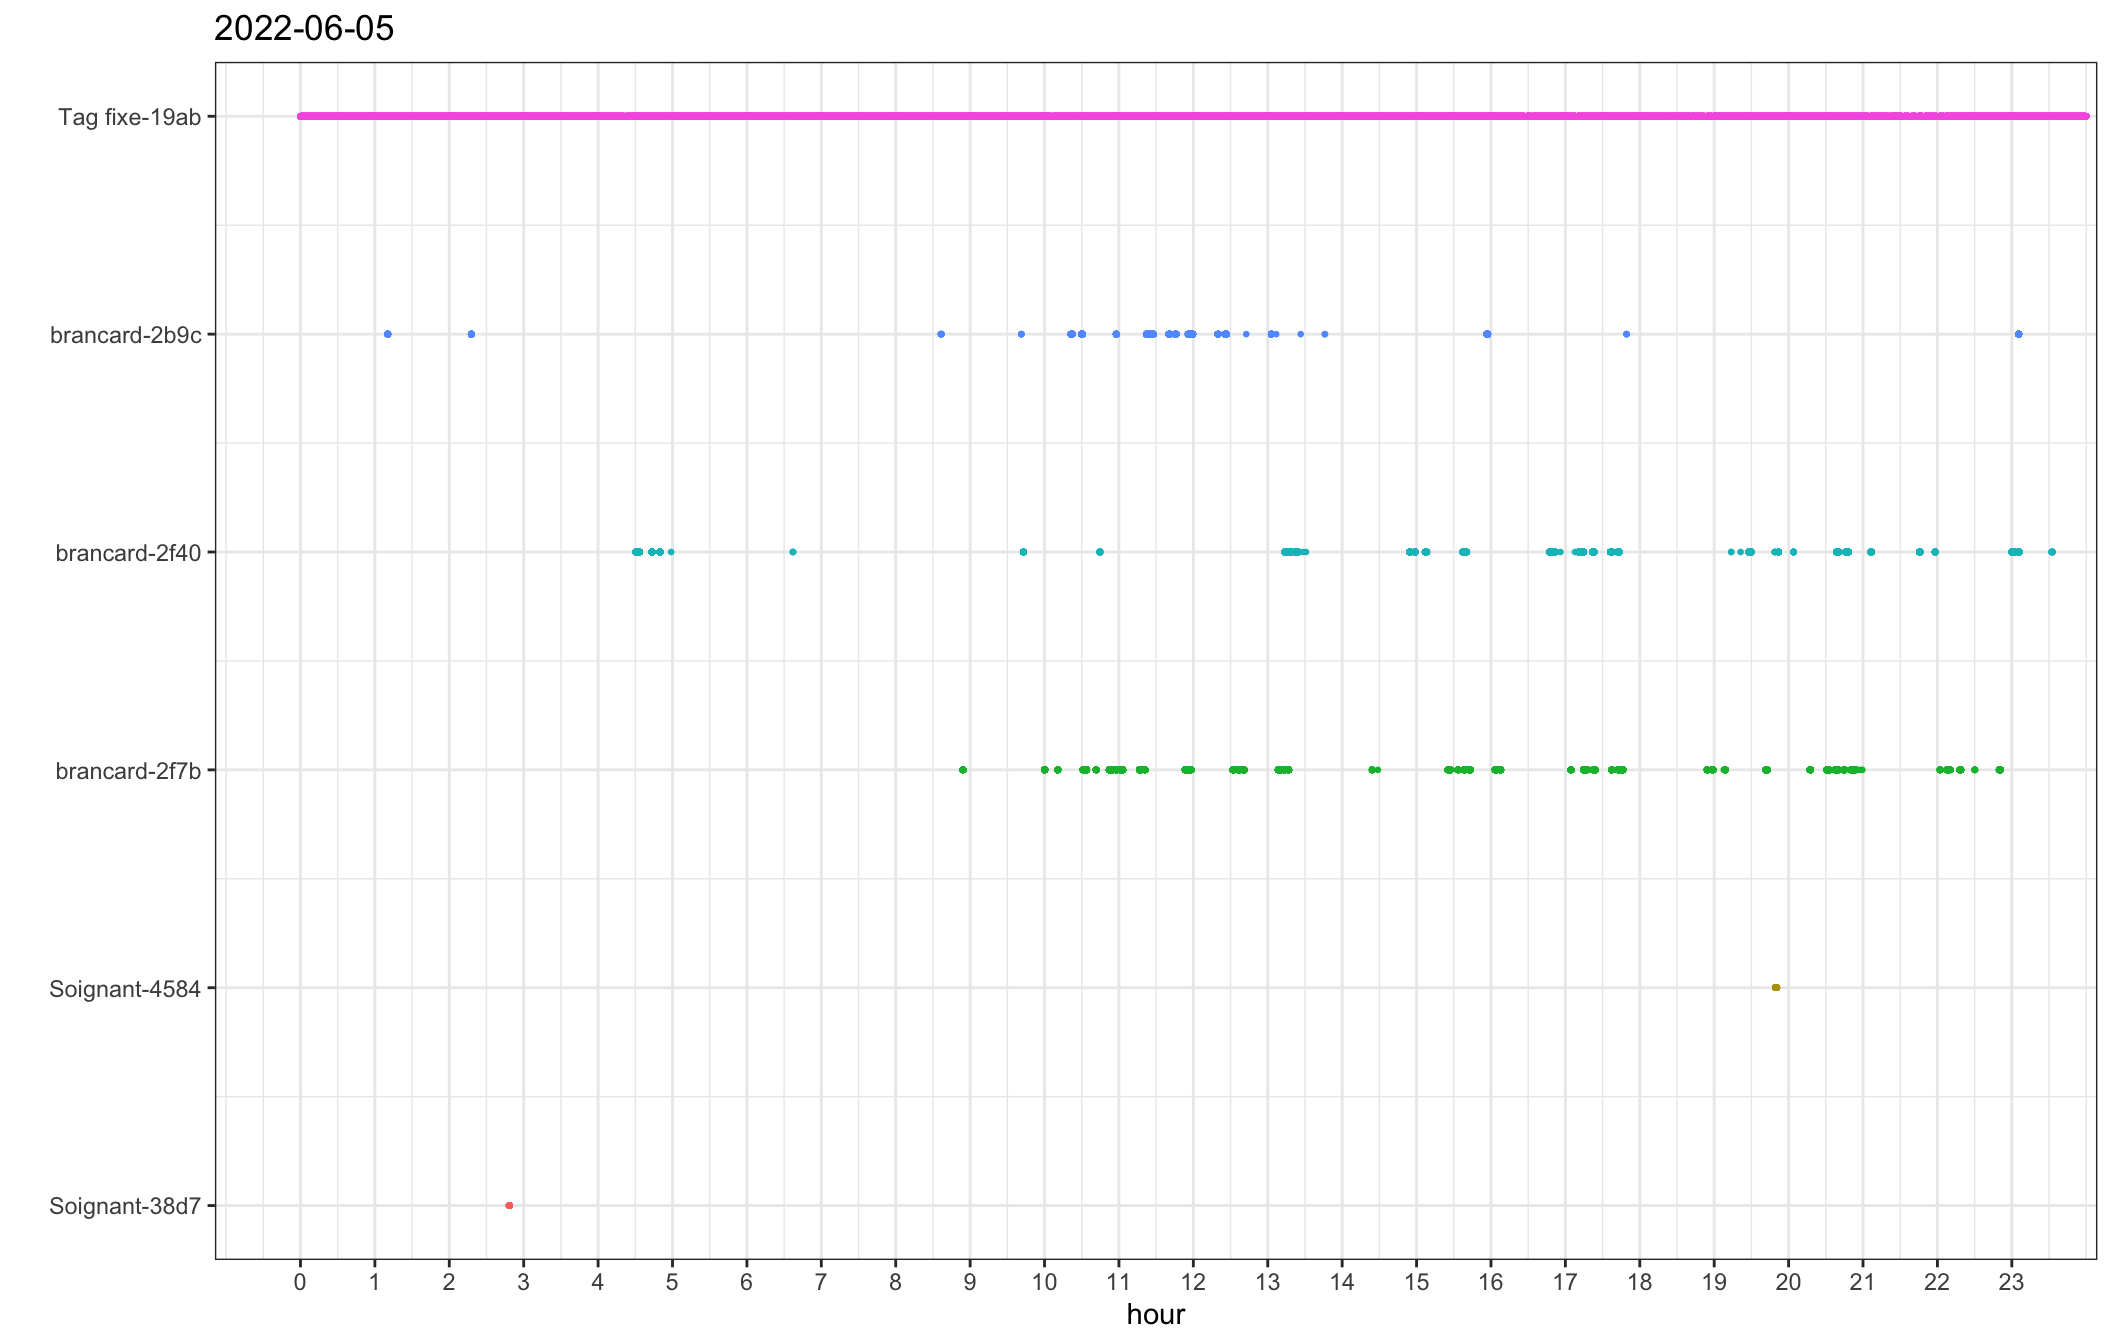 2022-06-05
Tag fixe-19ab
brancard-2b9c
brancard-2f40
brancard-2f7b
Soignant-4584
Soignant-38d7
0 1 2 3 4 5 6 7 8 9 10 11 12 13 14 15 16 17 18 19 20 21 22 23
hour